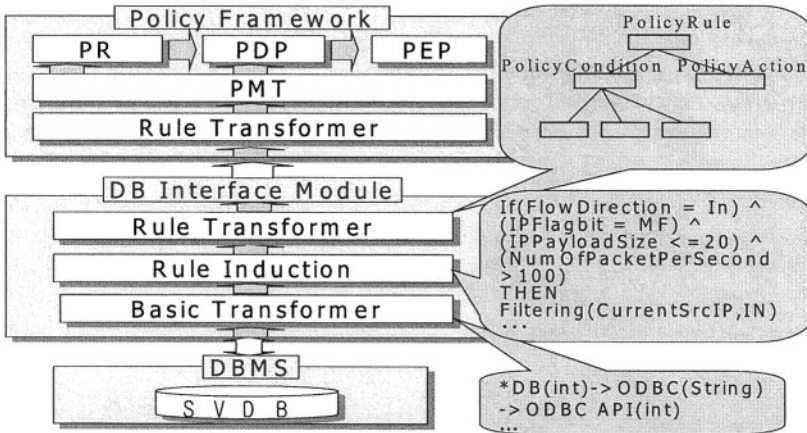 Policy Framework
PR
PDP
PEP
PMT
Rule Transformer
DB Interface Module
Rule Transformer
Rule Induction
Basic Transformer
DBMS
S V D B
PolicyRule
PolicyCondition
PolicyAction
If(FlowDirection = In) ^
(IPFlagbit = MF) ^
(IPPayloadSize <=20) ^
(NumOfPacketPerSecond
>100)
THEN
Filtering(CurrentSrcIP,IN)
...
*DB(int)-> ODBC(String)
-> ODBC API(int)
...